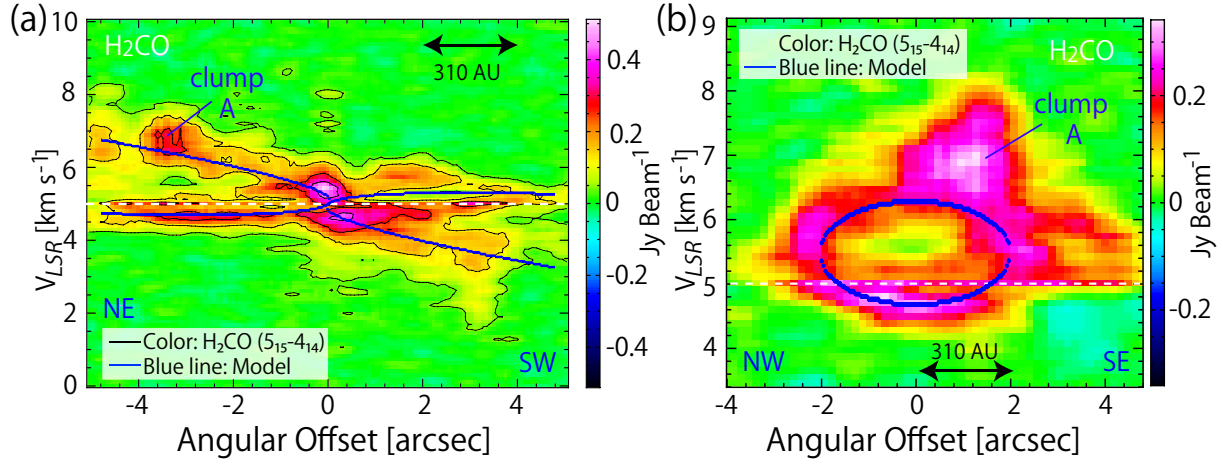 (a)
H₂CO
clump
A
310 AU
NE
SW
Color: H₂CO (5₁₅-4₁₄)
Blue line: Model
10
8
6
4
2
0
V_LSR [km s⁻¹]
-4
-2
0
2
4
Angular Offset [arcsec]
0.4
0.2
0
-0.2
-0.4
Jy Beam⁻¹
(b)
Color: H₂CO (5₁₅-4₁₄)
Blue line: Model
H₂CO
clump
A
NW
310 AU
SE
9
8
7
6
5
4
V_LSR [km s⁻¹]
-4
-2
0
2
4
Angular Offset [arcsec]
0.2
0
-0.2
Jy Beam⁻¹